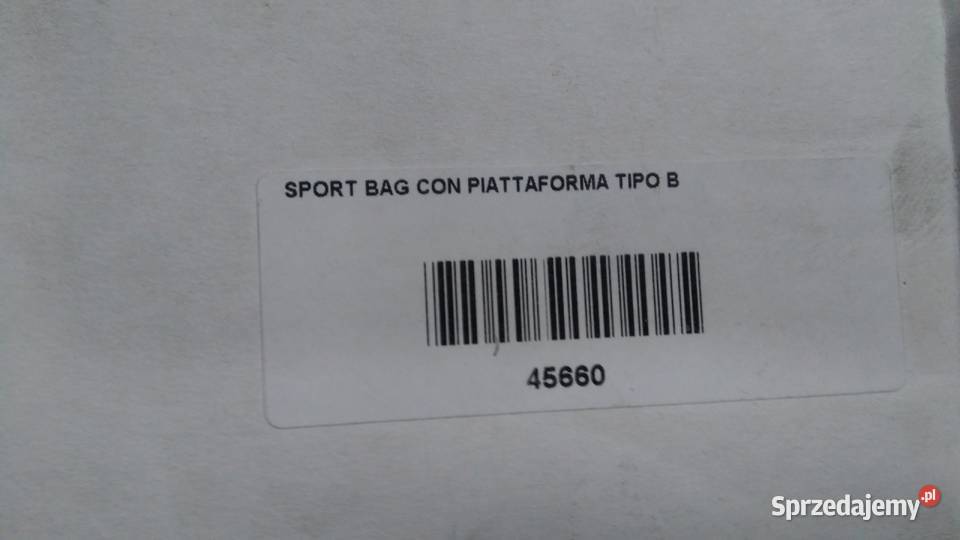 SPORT BAG CON PIATTAFORMA TIPO B
45660
Sprzedajemy.pl